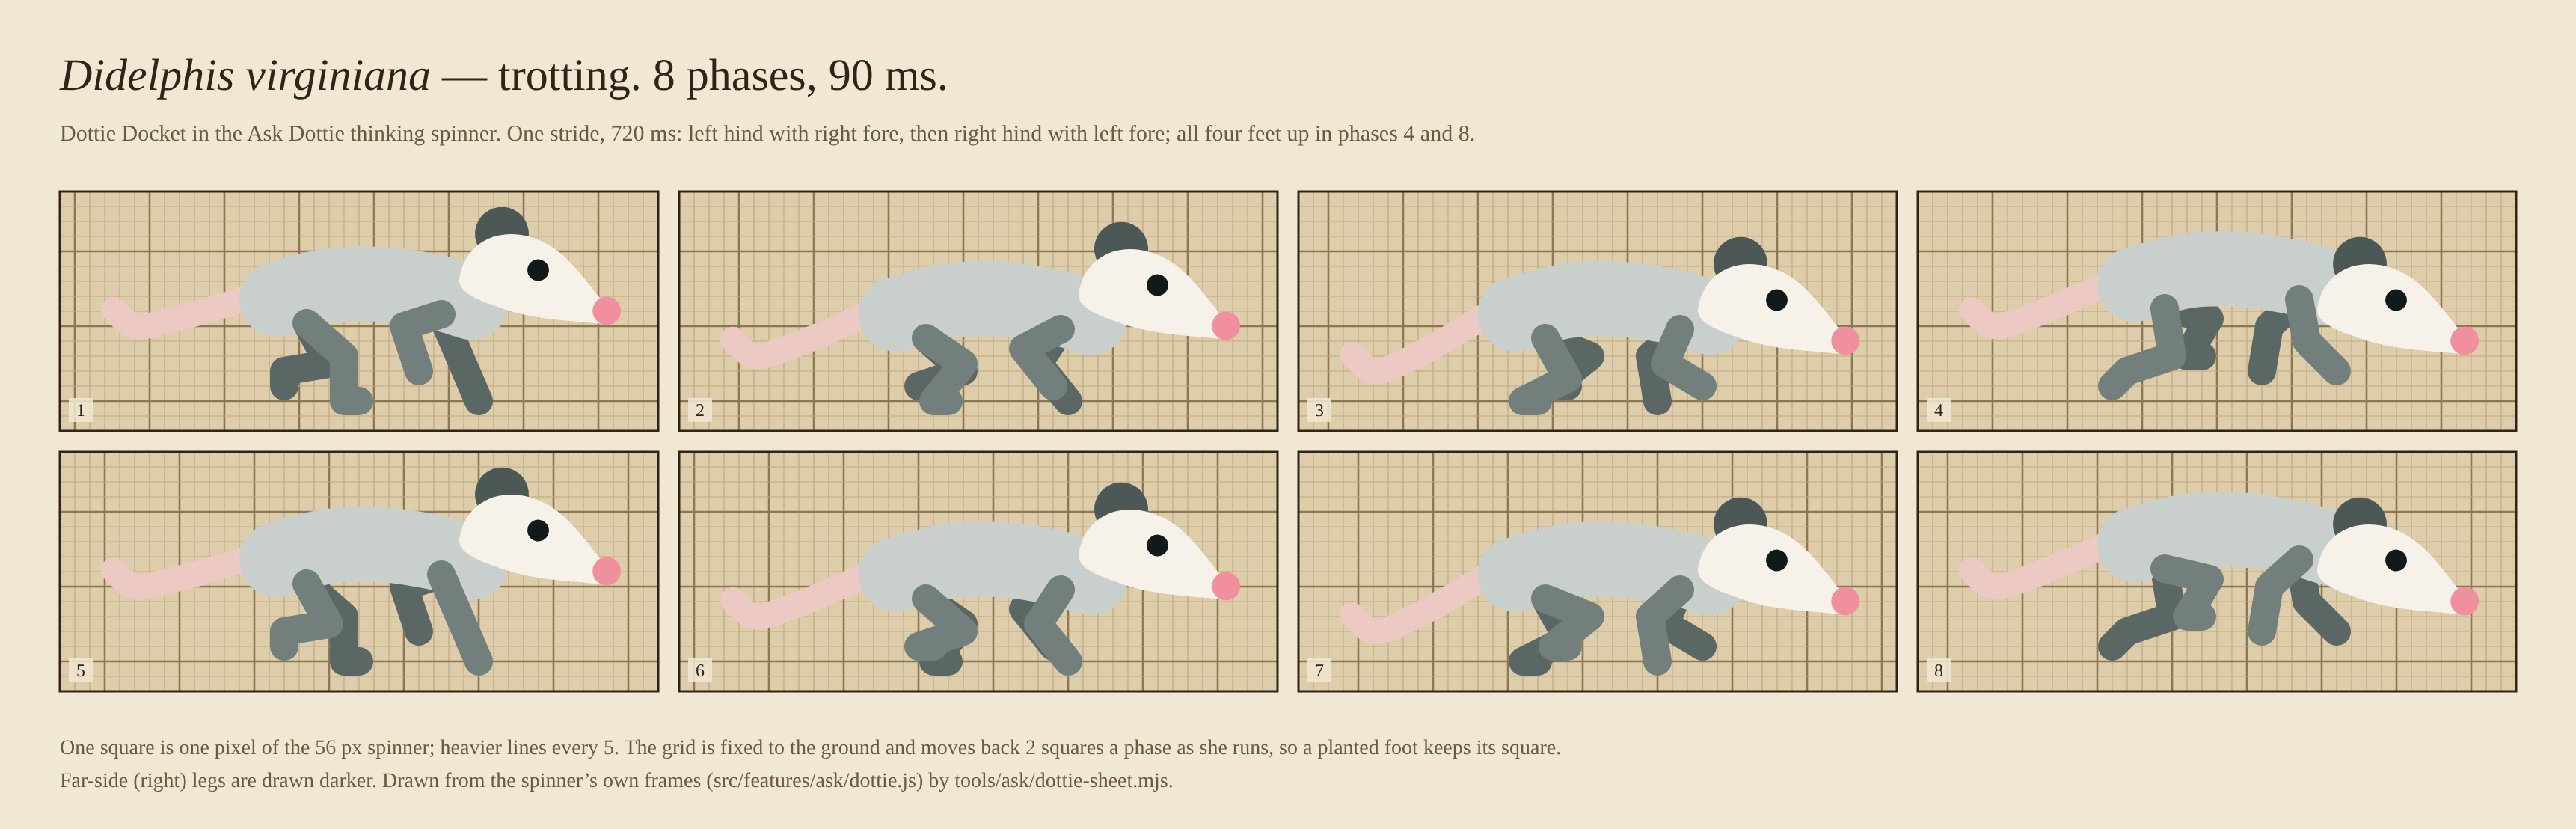 Didelphis virginiana — trotting. 8 phases, 90 ms.
Dottie Docket in the Ask Dottie thinking spinner. One stride, 720 ms: left hind with right fore, then right hind with left fore; all four feet up in phases 4 and 8.
1
2
3
4
5
6
7
8
One square is one pixel of the 56 px spinner; heavier lines every 5. The grid is fixed to the ground and moves back 2 squares a phase as she runs, so a planted foot keeps its square.
Far-side (right) legs are drawn darker. Drawn from the spinner’s own frames (src/features/ask/dottie.js) by tools/ask/dottie-sheet.mjs.